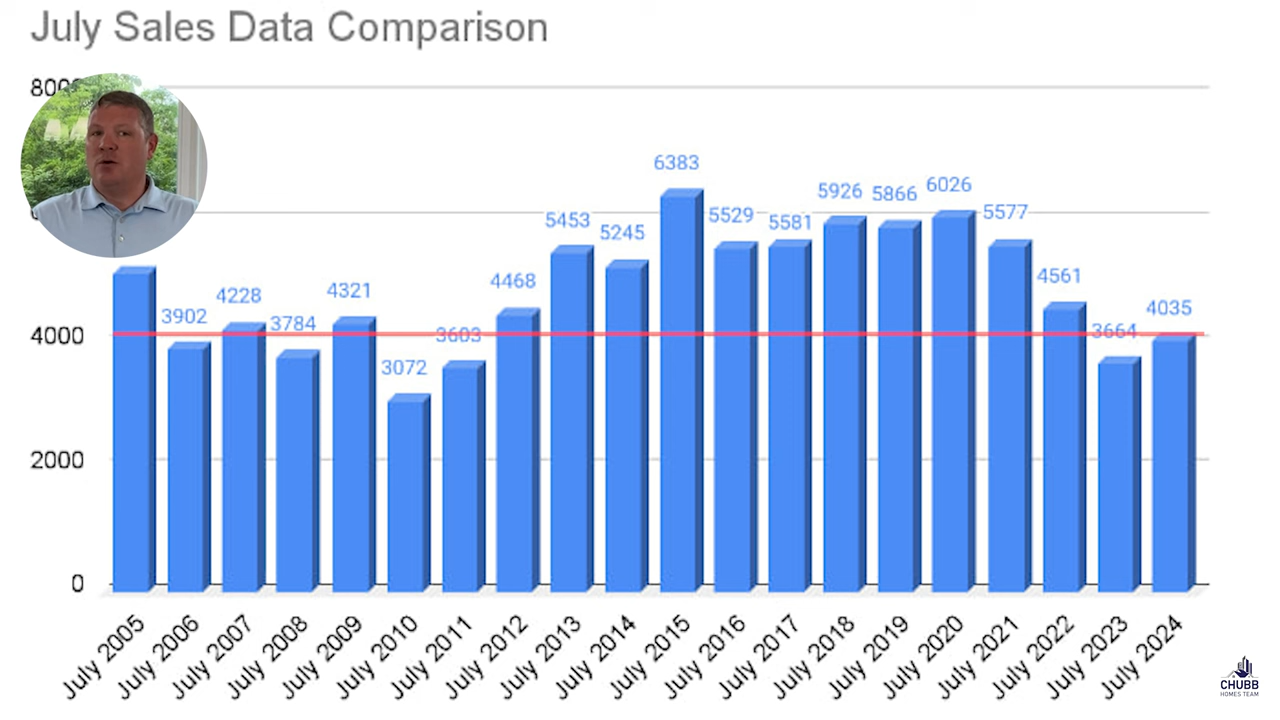 July Sales Data Comparison
8000
6383
5926
5866
6026
5453
5245
5529
5581
5577
4468
4561
4321
4228
3902
3784
4035
3603
3664
4000
3072
2000
0
July 2005
July 2006
July 2007
July 2008
July 2009
July 2010
July 2011
July 2012
July 2013
July 2014
July 2015
July 2016
July 2017
July 2018
July 2019
July 2020
July 2021
July 2022
July 2023
July 2024
CHUBB
HOMES TEAM